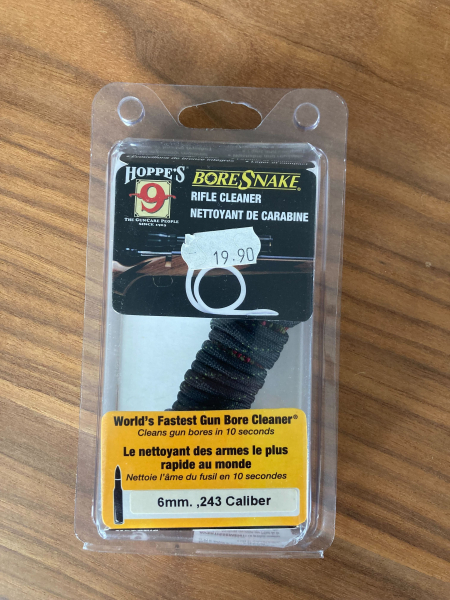 HOPPE'S
9
THE GUNCARE PEOPLE
SINCE 1903
BORESNAKE®
RIFLE CLEANER
NETTOYANT DE CARABINE
19.90
World's Fastest Gun Bore Cleaner®
Cleans gun bores in 10 seconds
Le nettoyant des armes le plus
rapide au monde
Nettoie l'âme du fusil en 10 secondes
6mm. ,243 Caliber